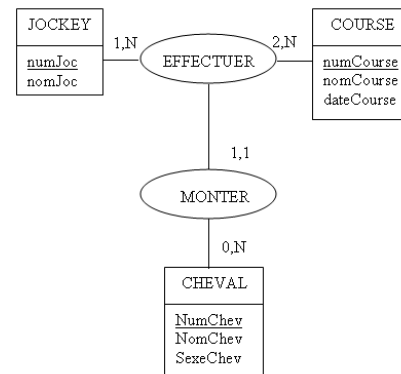 JOCKEY
numJoc
nomJoc
1,N
EFFECTUER
2,N
COURSE
numCourse
nomCourse
dateCourse
1,1
MONTER
0,N
CHEVAL
NumChev
NomChev
SexeChev